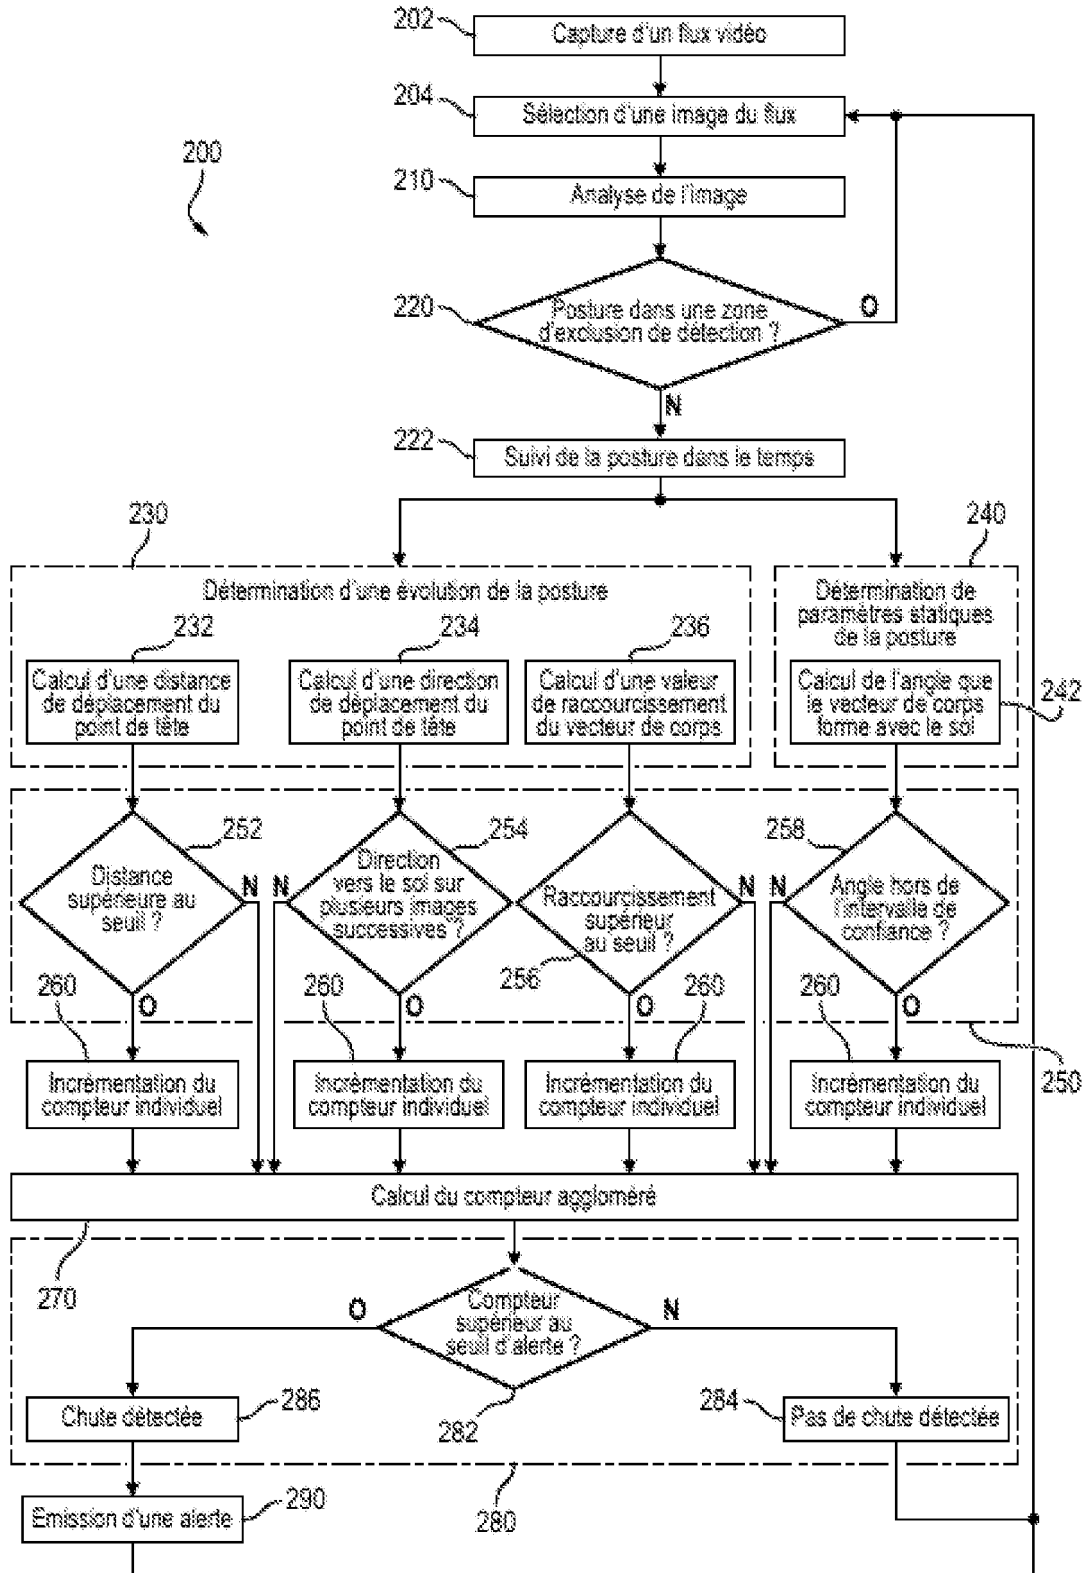 202
Capture d'un flux vidéo
204
Sélection d'une image du flux
200
210
Analyse de l'image
220
Posture dans une zone
d'exclusion de détection ?
O
N
222
Suivi de la posture dans le temps
230
240
Détermination d'une évolution de la posture
Détermination de
paramètres statiques
de la posture
232
234
236
242
Calcul d'une distance
de déplacement du
point de tête
Calcul d'une direction
de déplacement du
point de tête
Calcul d'une valeur
de raccourcissement
du vecteur de corps
Calcul de l'angle que
le vecteur de corps
forme avec le sol
252
254
256
258
Distance
supérieure au
seuil ?
N
N
Direction
vers le sol sur
plusieurs images
successives ?
Raccourcissement
supérieur
au seuil ?
N
N
Angle hors de
l'intervalle de
confiance ?
260
O
260
O
260
O
260
O
250
Incrémentation du
compteur individuel
Incrémentation du
compteur individuel
Incrémentation du
compteur individuel
Incrémentation du
compteur individuel
Calcul du compteur aggloméré
270
O
Compteur
supérieur au
seuil d'alerte ?
N
282
Chute détectée
286
284
Pas de chute détectée
280
Emission d'une alerte
290